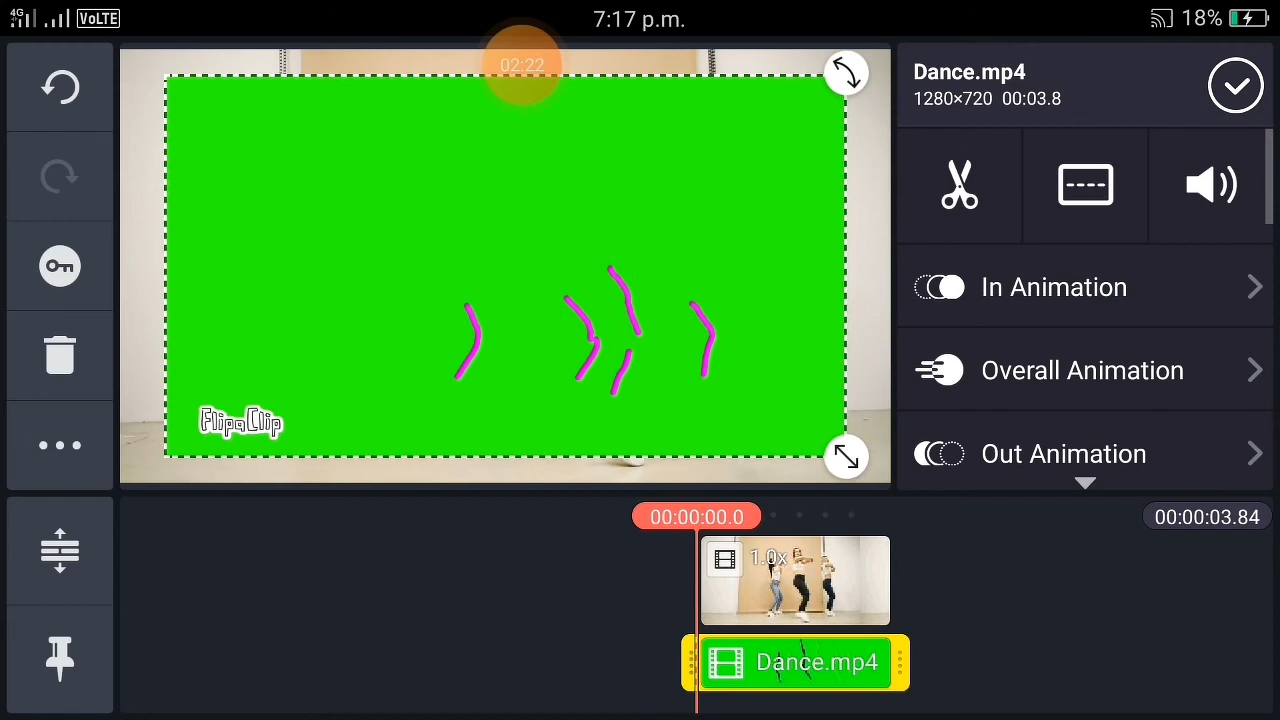 4G VoLTE 7:17 p.m. 18%
02:22
Dance.mp4
1280×720 00:03.8
In Animation
Overall Animation
FlipaClip
Out Animation
00:00:00.0 00:00:03.84
1.0x
Dance.mp4